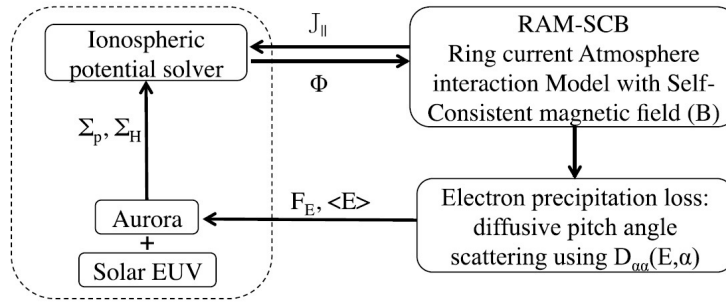 Ionospheric
potential solver
J∥
Φ
RAM-SCB
Ring current Atmosphere
interaction Model with Self-
Consistent magnetic field (B)
Σp, ΣH
Aurora
+
Solar EUV
FE, <E>
Electron precipitation loss:
diffusive pitch angle
scattering using Dαα(E,α)